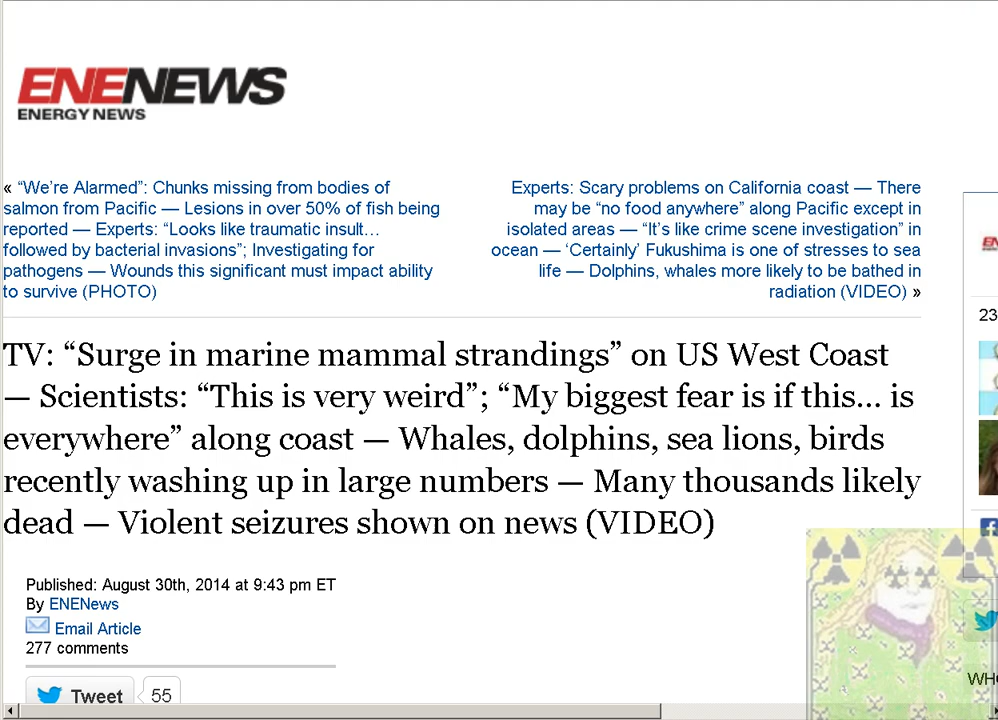 ENENEWS
ENERGY NEWS
« “We’re Alarmed”: Chunks missing from bodies of
salmon from Pacific — Lesions in over 50% of fish being
reported — Experts: “Looks like traumatic insult…
followed by bacterial invasions”; Investigating for
pathogens — Wounds this significant must impact ability
to survive (PHOTO)
Experts: Scary problems on California coast — There
may be “no food anywhere” along Pacific except in
isolated areas — “It’s like crime scene investigation” in
ocean — ‘Certainly’ Fukushima is one of stresses to sea
life — Dolphins, whales more likely to be bathed in
radiation (VIDEO) »
23
TV: “Surge in marine mammal strandings” on US West Coast
— Scientists: “This is very weird”; “My biggest fear is if this… is
everywhere” along coast — Whales, dolphins, sea lions, birds
recently washing up in large numbers — Many thousands likely
dead — Violent seizures shown on news (VIDEO)
Published: August 30th, 2014 at 9:43 pm ET
By ENENews
Email Article
277 comments
Tweet 55